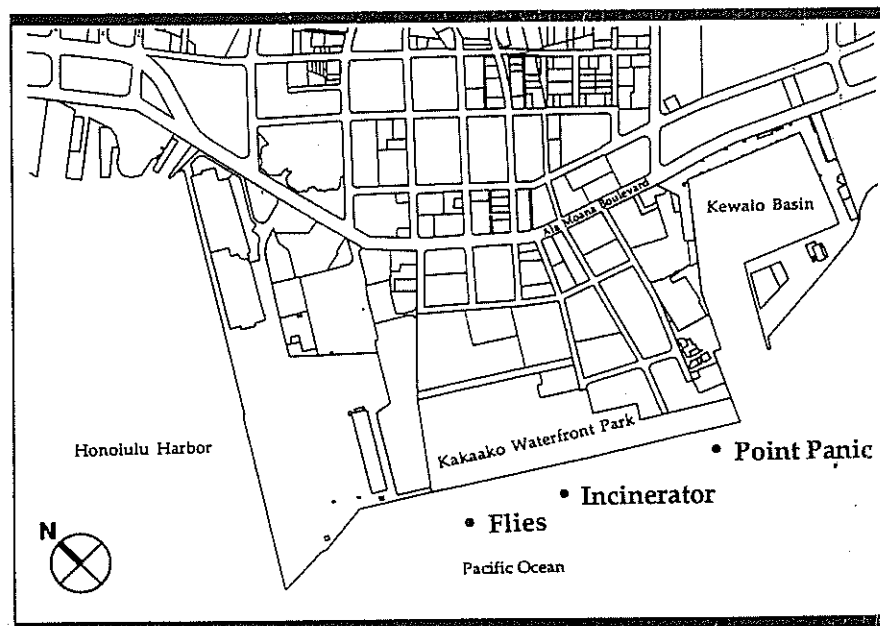 Kewalo Basin
Ala Moana Boulevard
Honolulu Harbor
Kakaako Waterfront Park
Point Panic
Incinerator
Flies
N
Pacific Ocean